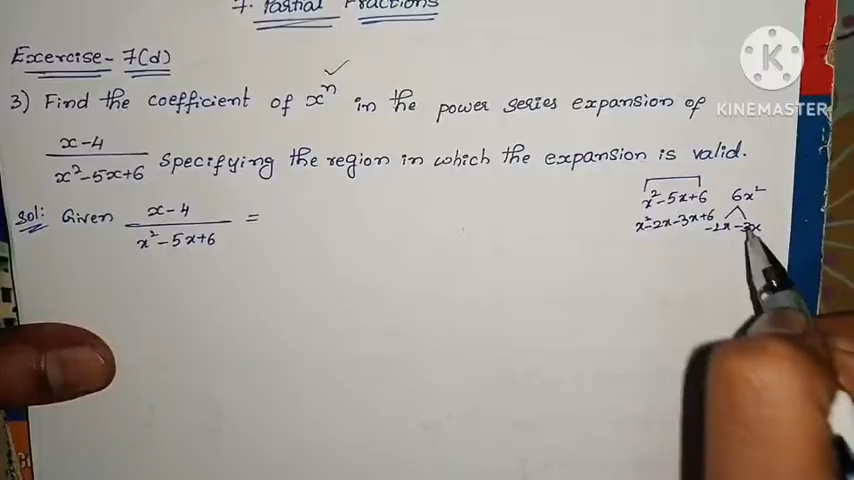 7. Partial Fractions
Excercise- 7(d)
3) Find the coefficient of xⁿ in the power series expansion of
x-4 / x²-5x+6 specifying the region in which the expansion is valid.
Sol: Given x-4 / x²-5x+6 =
x²-5x+6 6x²
x²-2x-3x+6 -2x -3x
K
KINEMASTER